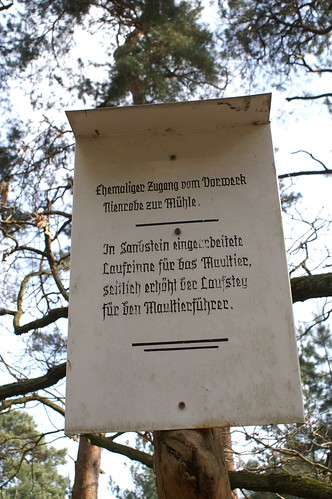 Ehemaliger Zugang vom Vorwerk
Nienrode zur Mühle.
In Sandstein eingearbeitete
Laufrinne für das Maultier,
seitlich erhöht der Laufsteg
für den Maultierführer.